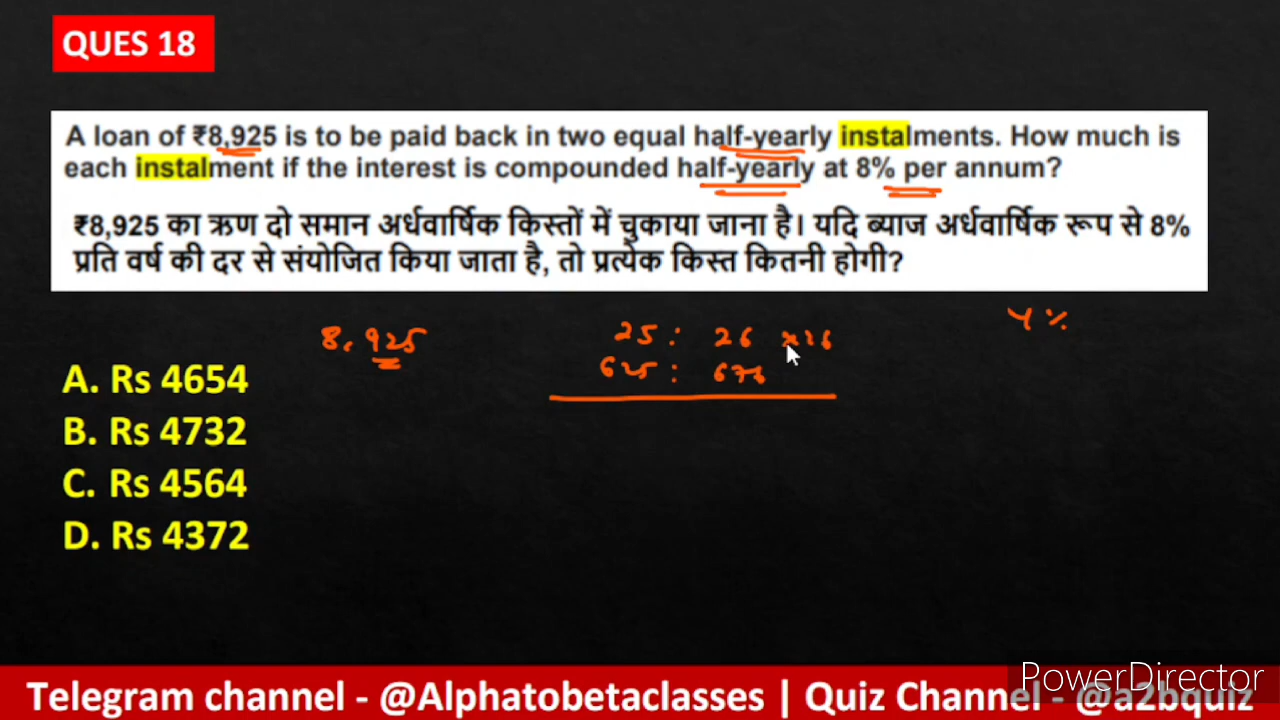 QUES 18
A loan of ₹8,925 is to be paid back in two equal half-yearly instalments. How much is
each instalment if the interest is compounded half-yearly at 8% per annum?
₹8,925 का ऋण दो समान अर्धवार्षिक किस्तों में चुकाया जाना है। यदि ब्याज अर्धवार्षिक रूप से 8%
प्रति वर्ष की दर से संयोजित किया जाता है, तो प्रत्येक किस्त कितनी होगी?
4%
8,925 25 : 26 x26
625 : 676
A. Rs 4654
B. Rs 4732
C. Rs 4564
D. Rs 4372
PowerDirector
Telegram channel - @Alphatobetaclasses | Quiz Channel - @a2bquiz